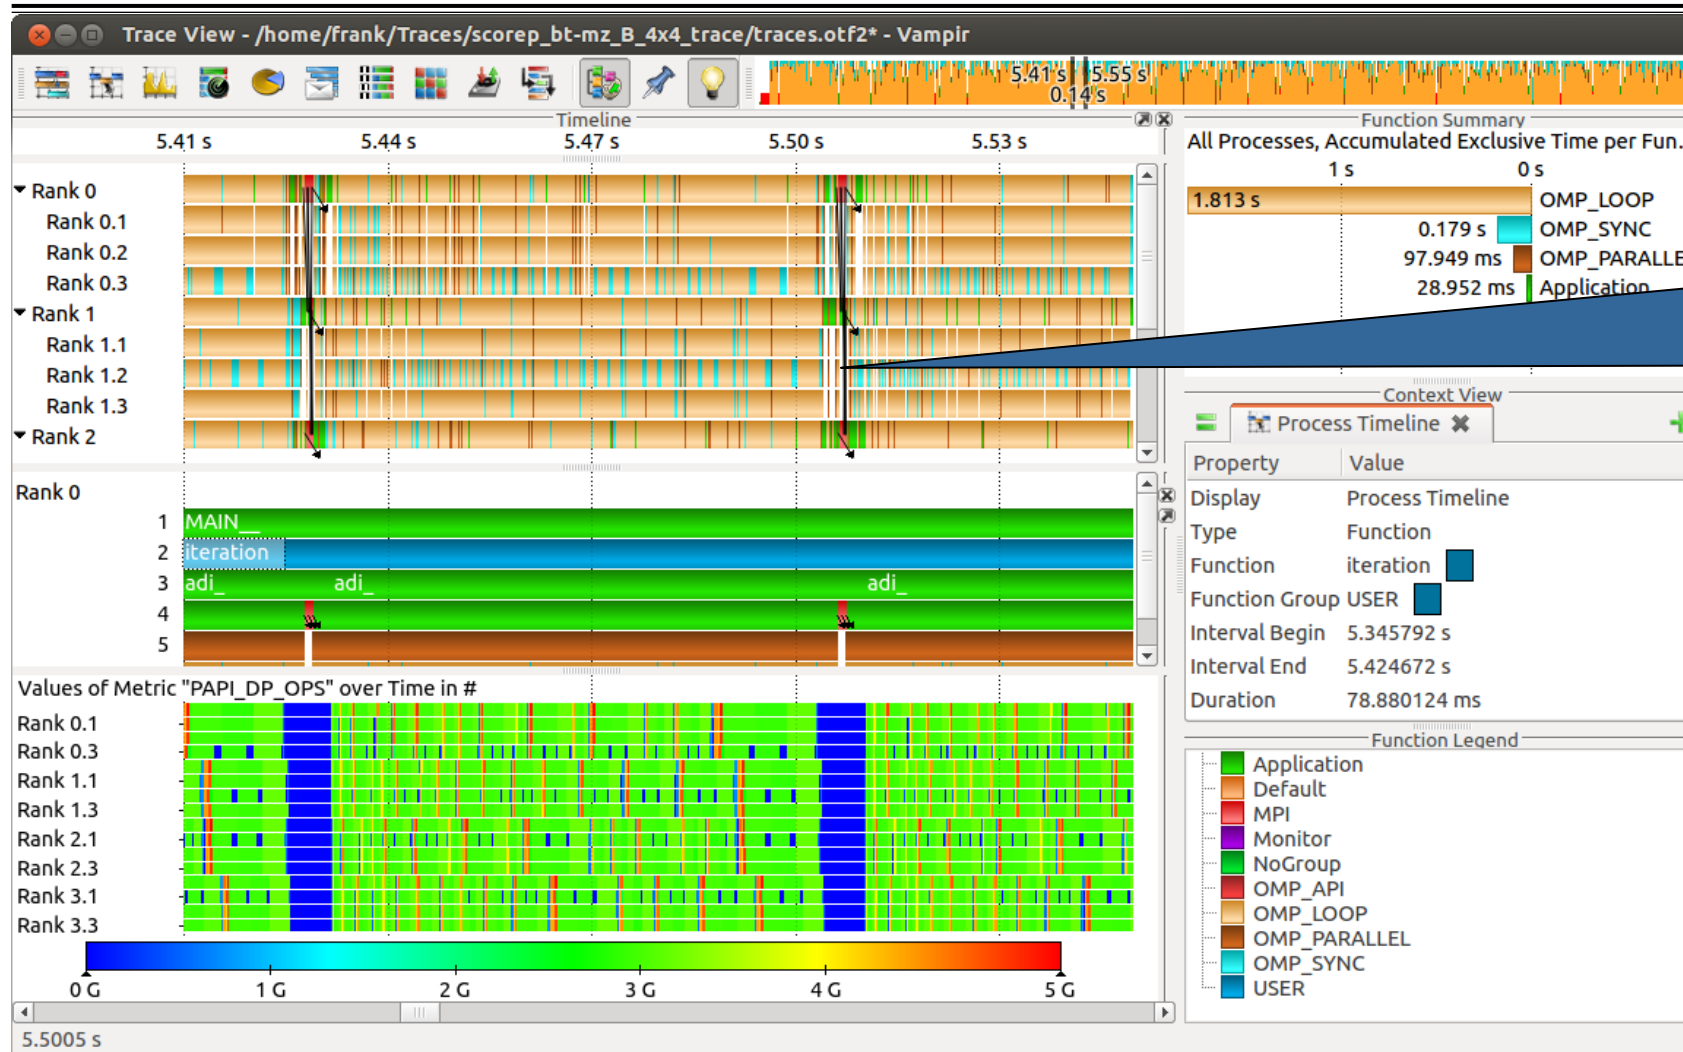 Trace View - /home/frank/Traces/scorep_bt-mz_B_4x4_trace/traces.otf2* - Vampir
5.41 s 5.55 s
0.14 s
Timeline
5.41 s 5.44 s 5.47 s 5.50 s 5.53 s
Rank 0
Rank 0.1
Rank 0.2
Rank 0.3
Rank 1
Rank 1.1
Rank 1.2
Rank 1.3
Rank 2
Rank 0
1 MAIN__
2 iteration
3 adi_ adi_ adi_
4
5
Values of Metric "PAPI_DP_OPS" over Time in #
Rank 0.1
Rank 0.3
Rank 1.1
Rank 1.3
Rank 2.1
Rank 2.3
Rank 3.1
Rank 3.3
0 G 1 G 2 G 3 G 4 G 5 G
5.5005 s
Function Summary
All Processes, Accumulated Exclusive Time per Fun.
1 s 0 s
1.813 s OMP_LOOP
0.179 s OMP_SYNC
97.949 ms OMP_PARALLE
28.952 ms Application
Context View
Process Timeline
Property Value
Display Process Timeline
Type Function
Function iteration
Function Group USER
Interval Begin 5.345792 s
Interval End 5.424672 s
Duration 78.880124 ms
Function Legend
Application
Default
MPI
Monitor
NoGroup
OMP_API
OMP_LOOP
OMP_PARALLEL
OMP_SYNC
USER